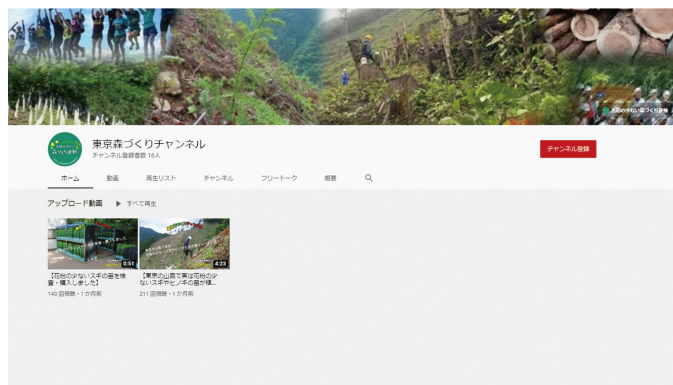 東京森づくりチャンネル
チャンネル登録者数 16人
チャンネル登録
ホーム
動画
再生リスト
チャンネル
フリートーク
概要
アップロード動画
すべて再生
0:51
4:23
【花粉の少ないスギの苗を検
査・購入しました】
143 回視聴・1 か月前
【東京の山奥で実は花粉の少
ないスギやヒノキの苗が植...
211 回視聴・1 か月前